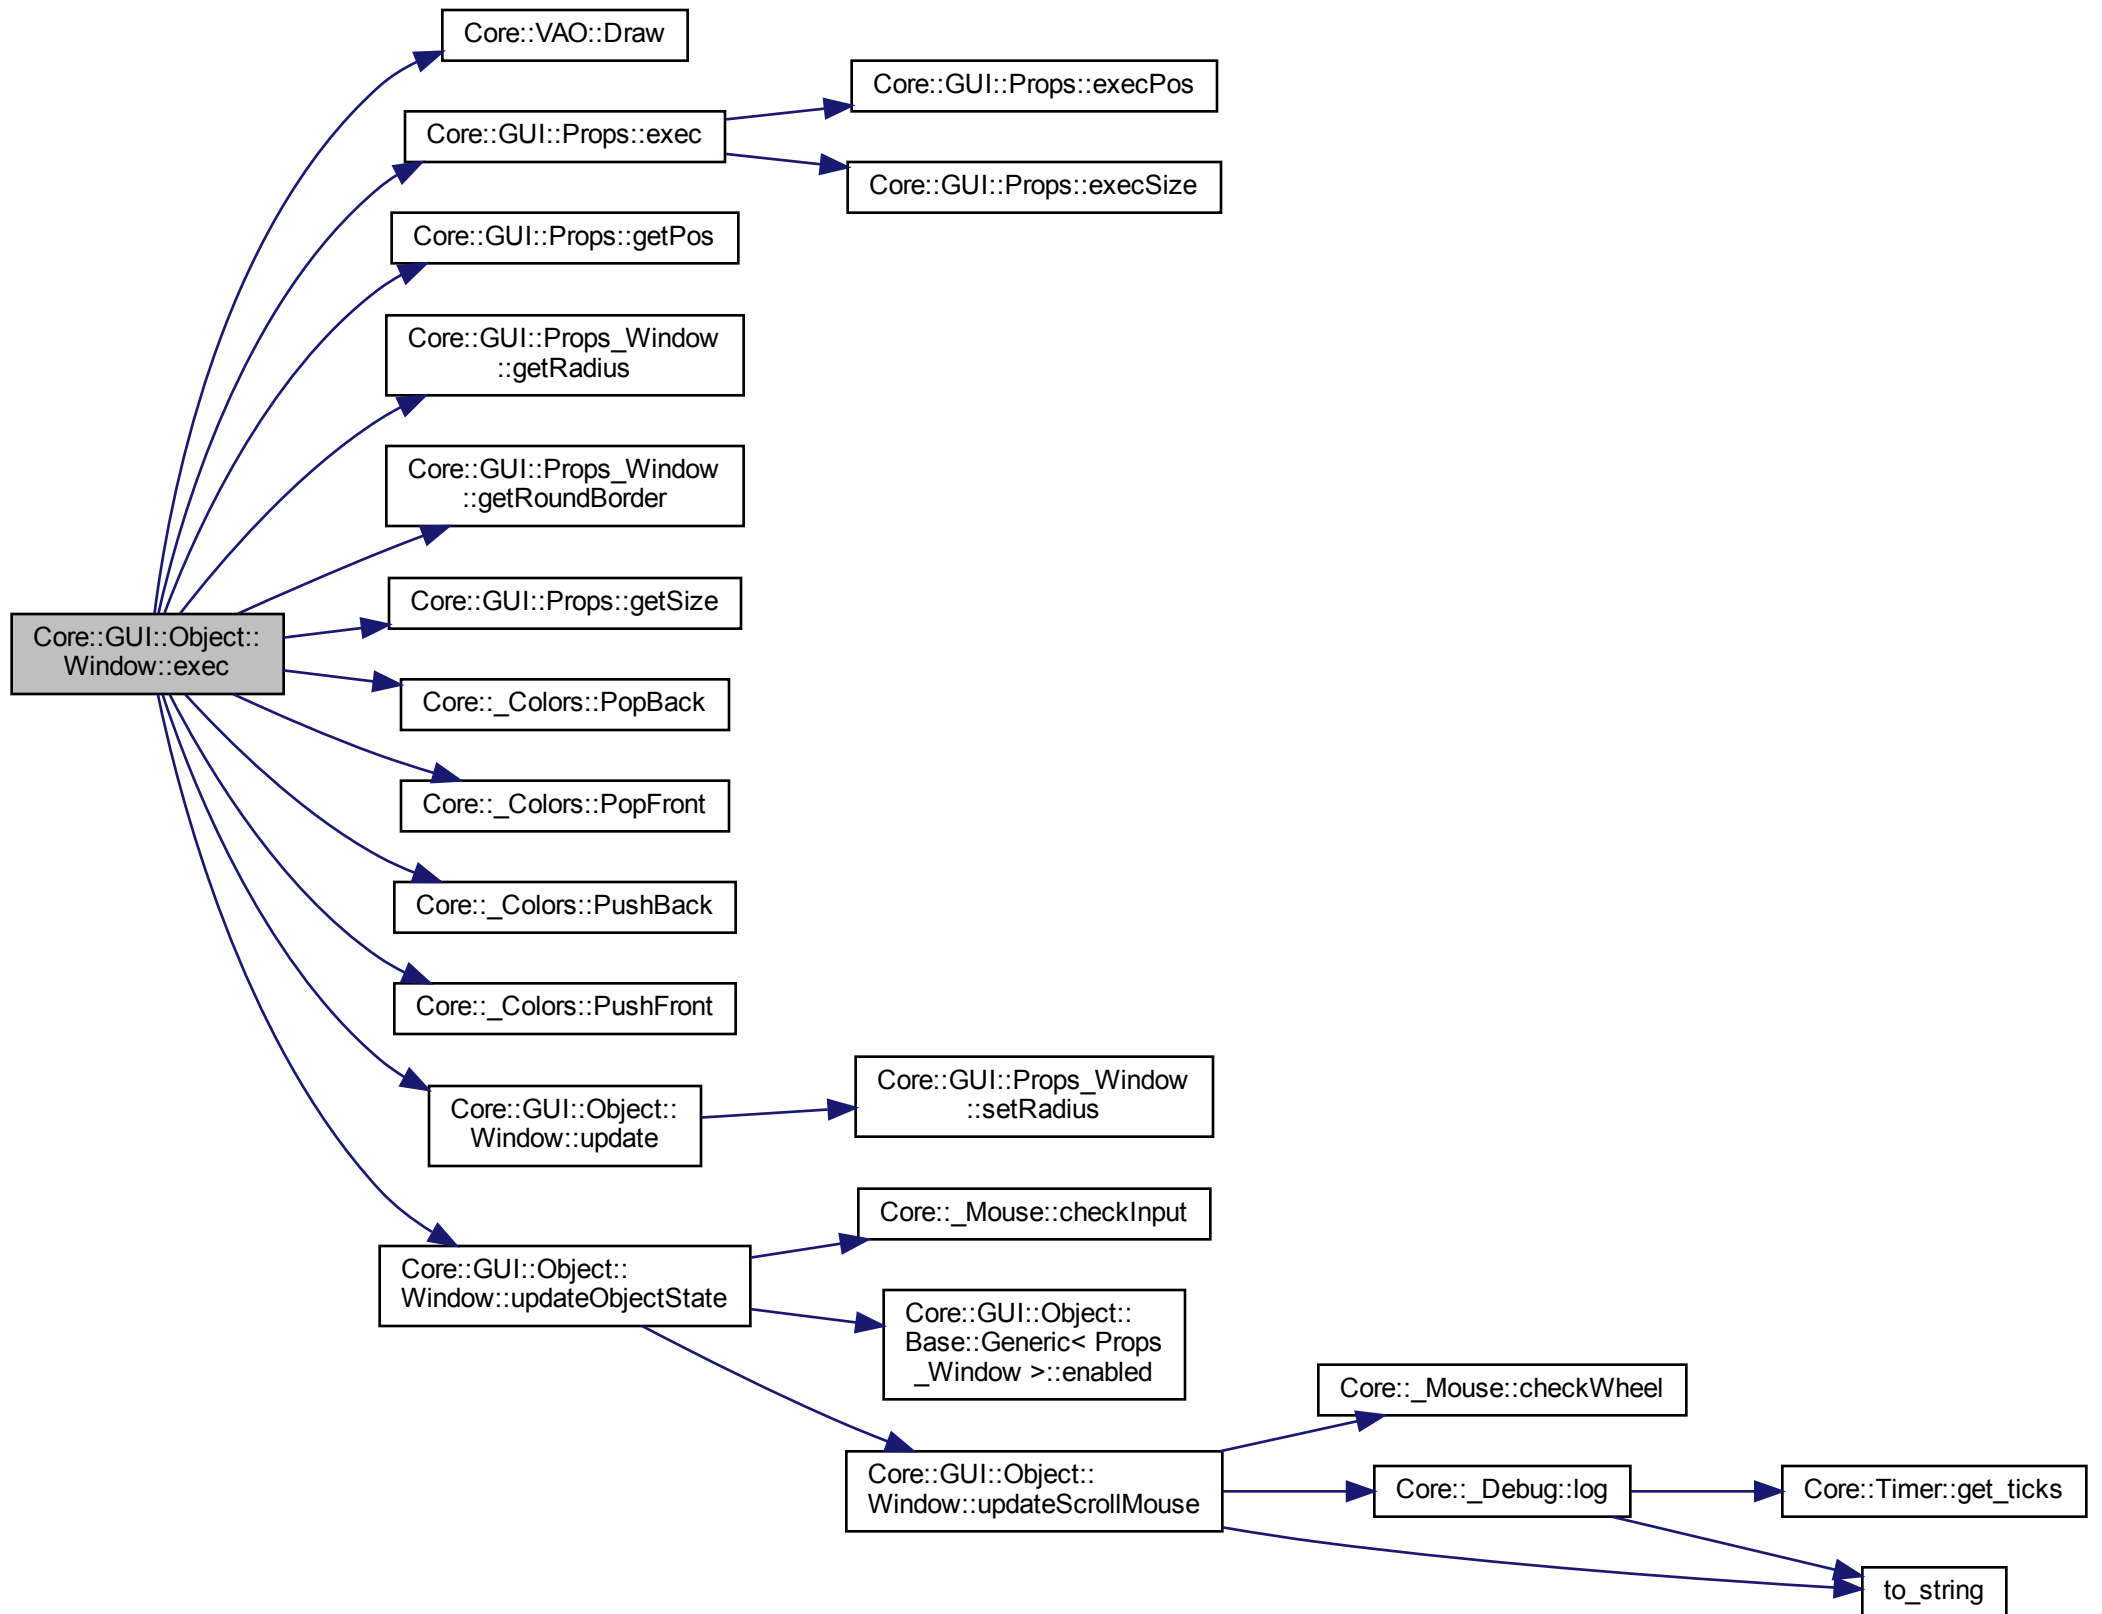 Core::VAO::Draw
Core::GUI::Props::execPos
Core::GUI::Props::exec
Core::GUI::Props::execSize
Core::GUI::Props::getPos
Core::GUI::Props_Window
::getRadius
Core::GUI::Props_Window
::getRoundBorder
Core::GUI::Props::getSize
Core::GUI::Object::
Window::exec
Core::_Colors::PopBack
Core::_Colors::PopFront
Core::_Colors::PushBack
Core::_Colors::PushFront
Core::GUI::Props_Window
::setRadius
Core::GUI::Object::
Window::update
Core::_Mouse::checkInput
Core::GUI::Object::
Window::updateObjectState
Core::GUI::Object::
Base::Generic< Props
_Window >::enabled
Core::_Mouse::checkWheel
Core::GUI::Object::
Window::updateScrollMouse
Core::_Debug::log
Core::Timer::get_ticks
to_string